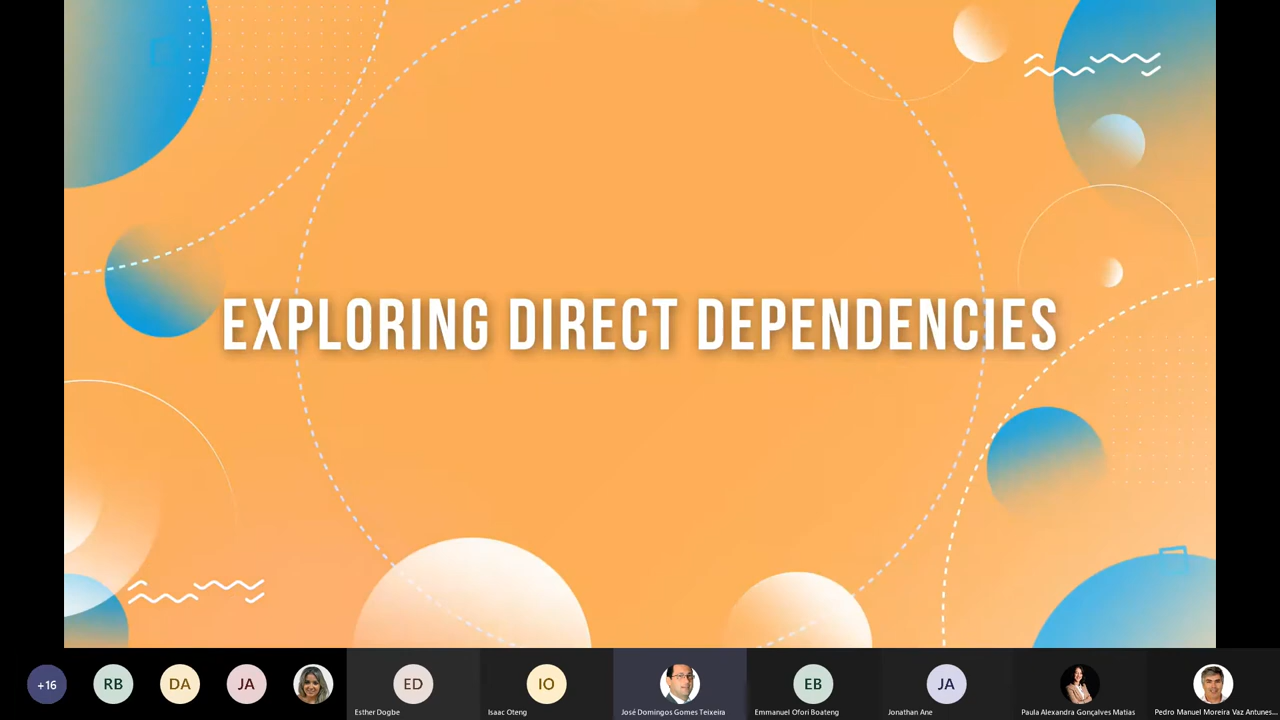 EXPLORING DIRECT DEPENDENCIES
+16
RB
DA
JA
ED
IO
EB
JA
Esther Dogbe
Isaac Oteng
José Domingos Gomes Teixeira
Emmanuel Ofori Boateng
Jonathan Ane
Paula Alexandra Gonçalves Matias
Pedro Manuel Moreira Vaz Antunes...